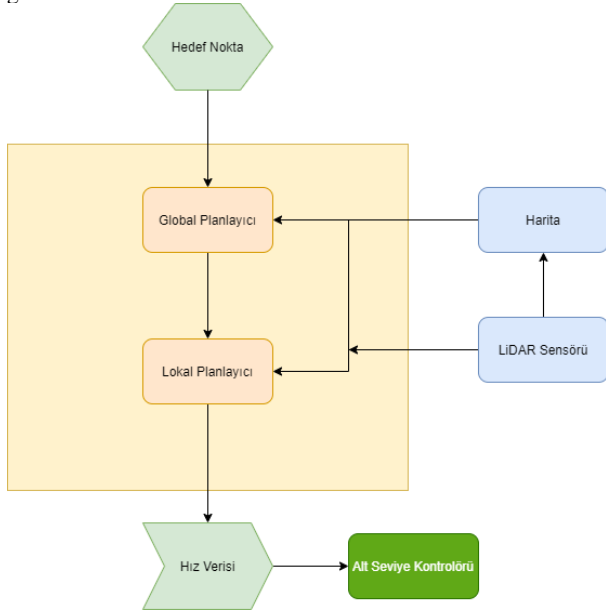 Hedef Nokta
Global Planlayıcı
Harita
Lokal Planlayıcı
LiDAR Sensörü
Hız Verisi
Alt Seviye Kontrolörü